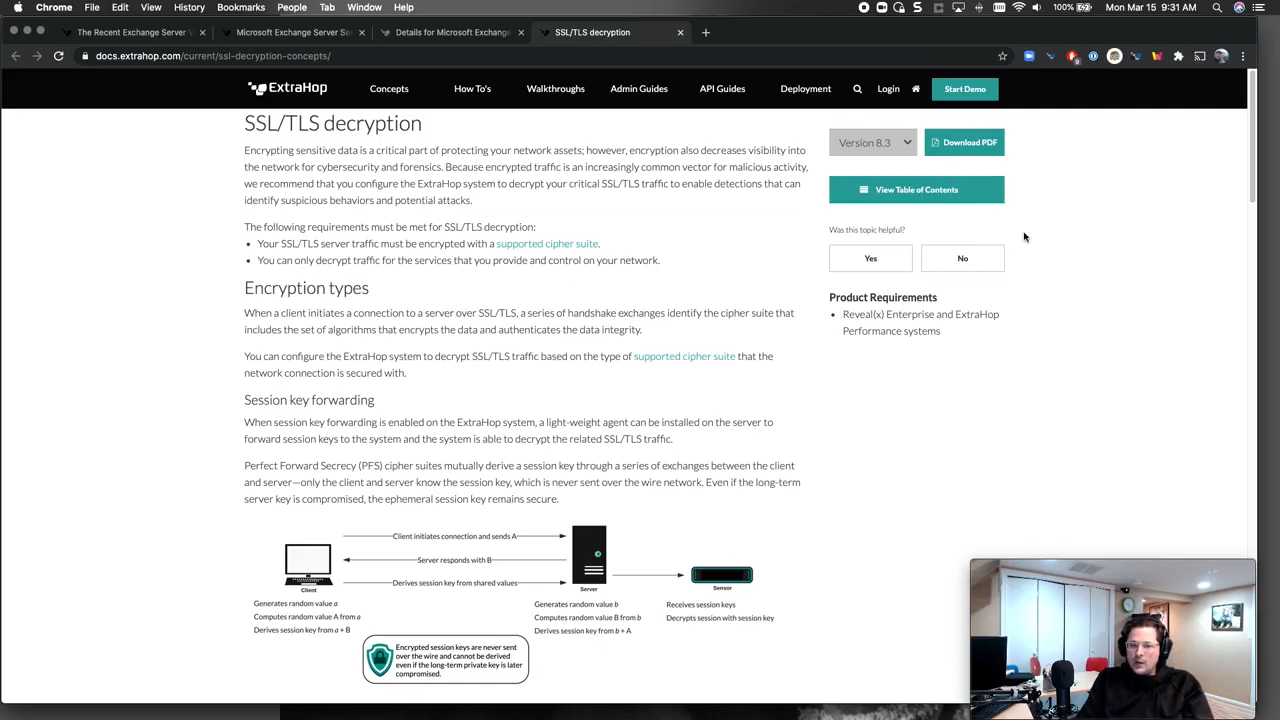 Chrome File Edit View History Bookmarks People Tab Window Help
100% Mon Mar 15 9:31 AM
The Recent Exchange Server V
Microsoft Exchange Server Se
Details for Microsoft Exchange
SSL/TLS decryption
docs.extrahop.com/current/ssl-decryption-concepts/
ExtraHop Concepts How To's Walkthroughs Admin Guides API Guides Deployment Login Start Demo
SSL/TLS decryption
Encrypting sensitive data is a critical part of protecting your network assets; however, encryption also decreases visibility into
the network for cybersecurity and forensics. Because encrypted traffic is an increasingly common vector for malicious activity,
we recommend that you configure the ExtraHop system to decrypt your critical SSL/TLS traffic to enable detections that can
identify suspicious behaviors and potential attacks.
The following requirements must be met for SSL/TLS decryption:
• Your SSL/TLS server traffic must be encrypted with a supported cipher suite.
• You can only decrypt traffic for the services that you provide and control on your network.
Encryption types
When a client initiates a connection to a server over SSL/TLS, a series of handshake exchanges identify the cipher suite that
includes the set of algorithms that encrypts the data and authenticates the data integrity.
You can configure the ExtraHop system to decrypt SSL/TLS traffic based on the type of supported cipher suite that the
network connection is secured with.
Session key forwarding
When session key forwarding is enabled on the ExtraHop system, a light-weight agent can be installed on the server to
forward session keys to the system and the system is able to decrypt the related SSL/TLS traffic.
Perfect Forward Secrecy (PFS) cipher suites mutually derive a session key through a series of exchanges between the client
and server—only the client and server know the session key, which is never sent over the wire network. Even if the long-term
server key is compromised, the ephemeral session key remains secure.
Client initiates connection and sends A
Server responds with B
Derives session key from shared values
Client
Generates random value a
Computes random value A from a
Derives session key from a + B
Server
Generates random value b
Computes random value B from b
Derives session key from b + A
Sensor
Receives session keys
Decrypts session with session key
Encrypted session keys are never sent
over the wire and cannot be derived
even if the long-term private key is later
compromised.
Version 8.3
Download PDF
View Table of Contents
Was this topic helpful?
Yes
No
Product Requirements
• Reveal(x) Enterprise and ExtraHop
Performance systems